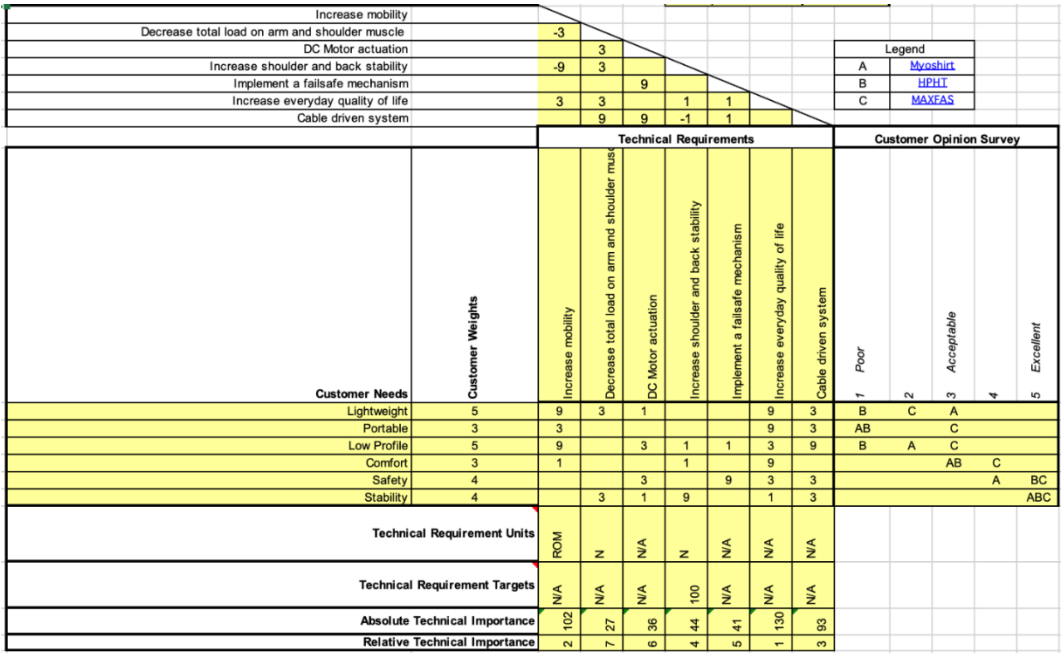 Increase mobility
Decrease total load on arm and shoulder muscle -3
DC Motor actuation 3
Increase shoulder and back stability -9 3
Implement a failsafe mechanism 9
Increase everyday quality of life 3 3 1 1
Cable driven system 9 9 -1 1
Legend
A Myoshirt
B HPHT
C MAXFAS
Technical Requirements Customer Opinion Survey
Customer Needs Customer Weights Increase mobility Decrease total load on arm and shoulder musc DC Motor actuation Increase shoulder and back stability Implement a failsafe mechanism Increase everyday quality of life Cable driven system 1 Poor 2 3 Acceptable 4 5 Excellent
Lightweight 5 9 3 1 9 3 B C A
Portable 3 3 9 3 AB C
Low Profile 5 9 3 1 1 3 9 B A C
Comfort 3 1 1 9 AB C
Safety 4 3 9 3 3 A BC
Stability 4 3 1 9 1 3 ABC
Technical Requirement Units ROM N N/A N N/A N/A N/A
Technical Requirement Targets N/A N/A N/A 100 N/A N/A N/A
Absolute Technical Importance 102 27 36 44 41 130 93
Relative Technical Importance 2 7 6 4 5 1 3